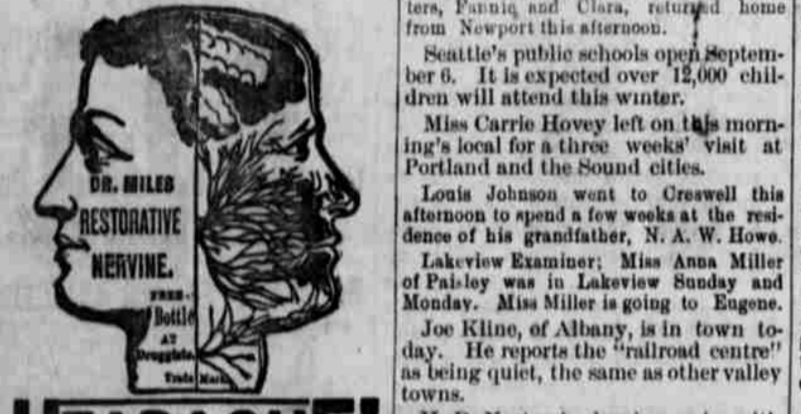 DR. MILES
RESTORATIVE
NERVINE.
FREE
Bottle
AT
Druggists.
Trade Mark
ters, Fannie and Clara, returned home
from Newport this afternoon.
Seattle's public schools open Septem-
ber 6. It is expected over 12,000 chil-
dren will attend this winter.
Miss Carrie Hovey left on this morn-
ing's local for a three weeks' visit at
Portland and the Sound cities.
Louis Johnson went to Creswell this
afternoon to spend a few weeks at the resi-
dence of his grandfather, N. A. W. Howe.
Lakeview Examiner: Miss Anna Miller
of Paisley was in Lakeview Sunday and
Monday. Miss Miller is going to Eugene.
Joe Kline, of Albany, is in town to-
day. He reports the "railroad centre"
as being quiet, the same as other valley
towns.